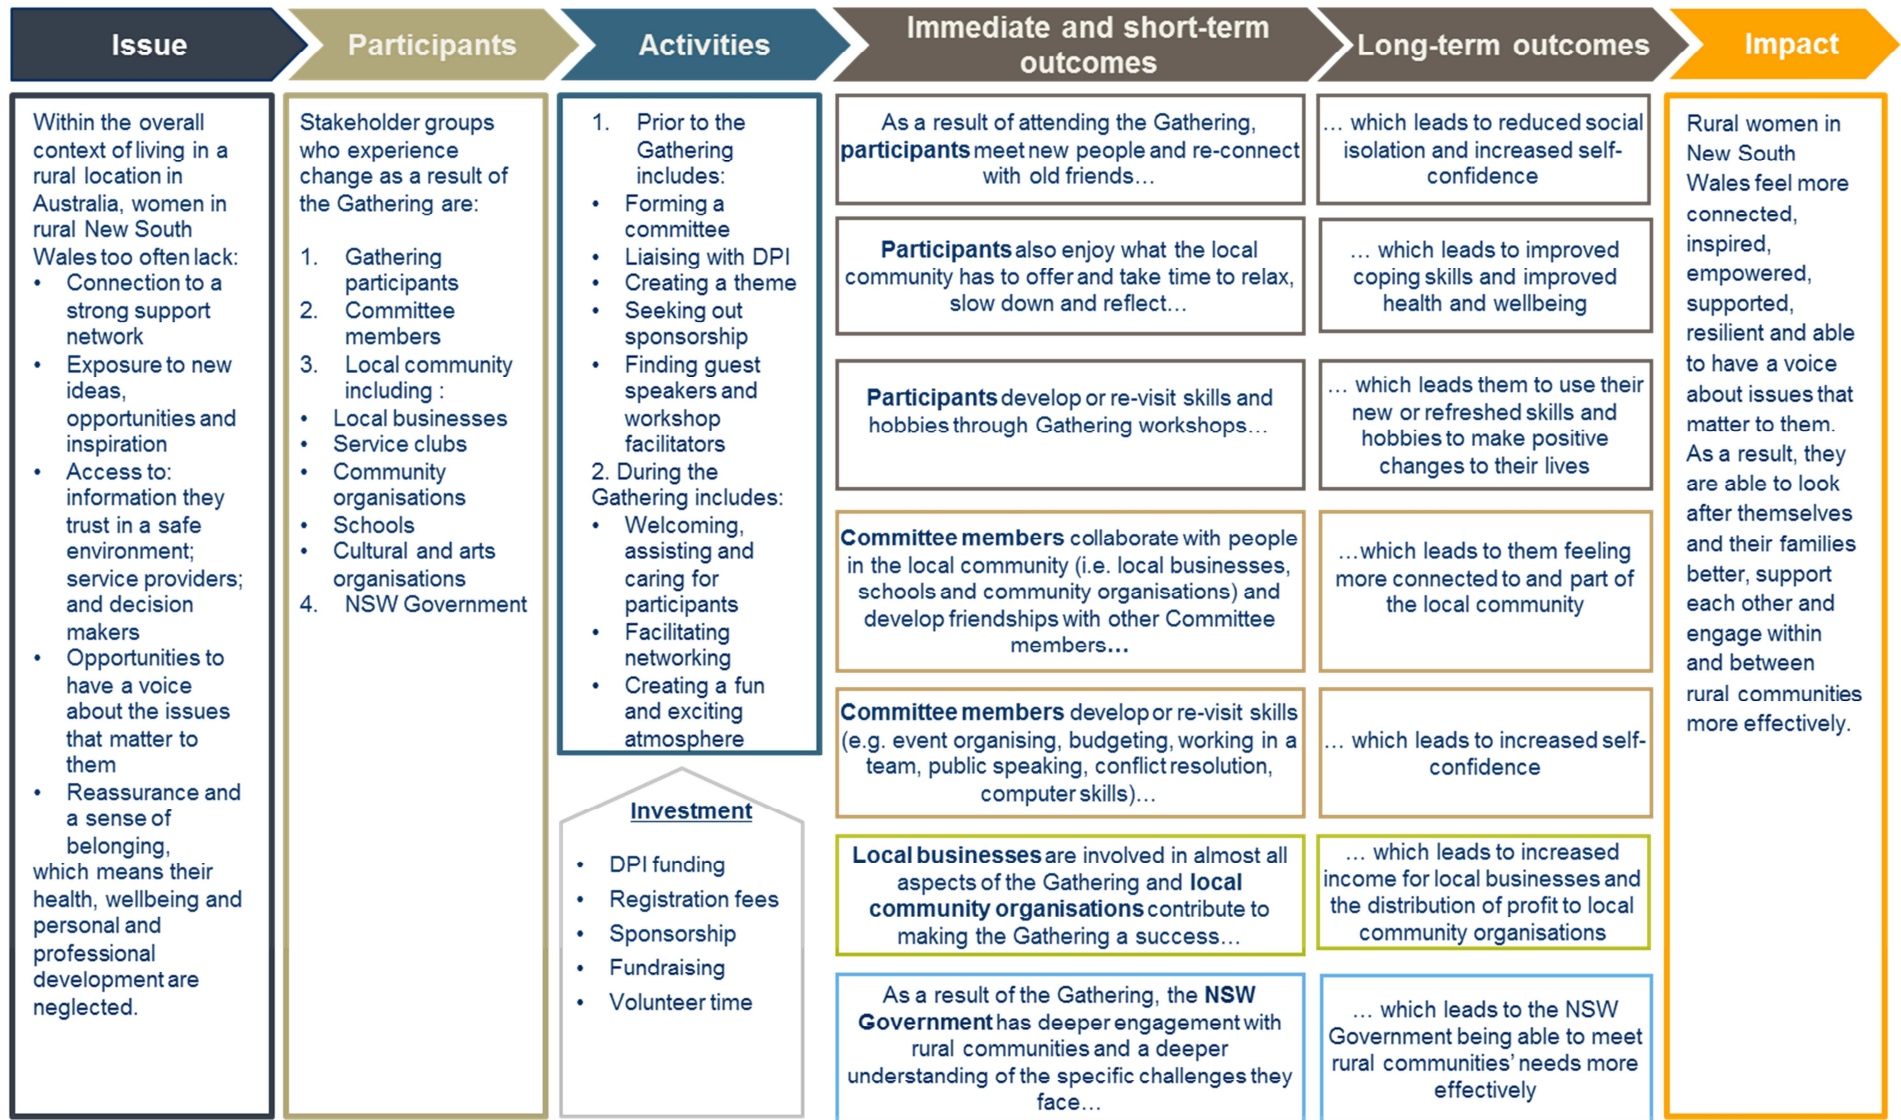 Issue
Participants
Activities
Immediate and short-term
outcomes
Long-term outcomes
Impact
Within the overall
context of living in a
rural location in
Australia, women in
rural New South
Wales too often lack:
• Connection to a
strong support
network
• Exposure to new
ideas,
opportunities and
inspiration
• Access to:
information they
trust in a safe
environment;
service providers;
and decision
makers
• Opportunities to
have a voice
about the issues
that matter to
them
• Reassurance and
a sense of
belonging,
which means their
health, wellbeing and
personal and
professional
development are
neglected.
Stakeholder groups
who experience
change as a result of
the Gathering are:
1. Gathering
participants
2. Committee
members
3. Local community
including :
• Local businesses
• Service clubs
• Community
organisations
• Schools
• Cultural and arts
organisations
4. NSW Government
1. Prior to the
Gathering
includes:
• Forming a
committee
• Liaising with DPI
• Creating a theme
• Seeking out
sponsorship
• Finding guest
speakers and
workshop
facilitators
2. During the
Gathering includes:
• Welcoming,
assisting and
caring for
participants
• Facilitating
networking
• Creating a fun
and exciting
atmosphere
Investment
• DPI funding
• Registration fees
• Sponsorship
• Fundraising
• Volunteer time
As a result of attending the Gathering,
participants meet new people and re-connect
with old friends…
… which leads to reduced social
isolation and increased self-
confidence
Participants also enjoy what the local
community has to offer and take time to relax,
slow down and reflect…
… which leads to improved
coping skills and improved
health and wellbeing
Participants develop or re-visit skills and
hobbies through Gathering workshops…
… which leads them to use their
new or refreshed skills and
hobbies to make positive
changes to their lives
Committee members collaborate with people
in the local community (i.e. local businesses,
schools and community organisations) and
develop friendships with other Committee
members…
…which leads to them feeling
more connected to and part of
the local community
Committee members develop or re-visit skills
(e.g. event organising, budgeting, working in a
team, public speaking, conflict resolution,
computer skills)…
… which leads to increased self-
confidence
Local businesses are involved in almost all
aspects of the Gathering and local
community organisations contribute to
making the Gathering a success…
… which leads to increased
income for local businesses and
the distribution of profit to local
community organisations
As a result of the Gathering, the NSW
Government has deeper engagement with
rural communities and a deeper
understanding of the specific challenges they
face…
… which leads to the NSW
Government being able to meet
rural communities’ needs more
effectively
Rural women in
New South
Wales feel more
connected,
inspired,
empowered,
supported,
resilient and able
to have a voice
about issues that
matter to them.
As a result, they
are able to look
after themselves
and their families
better, support
each other and
engage within
and between
rural communities
more effectively.